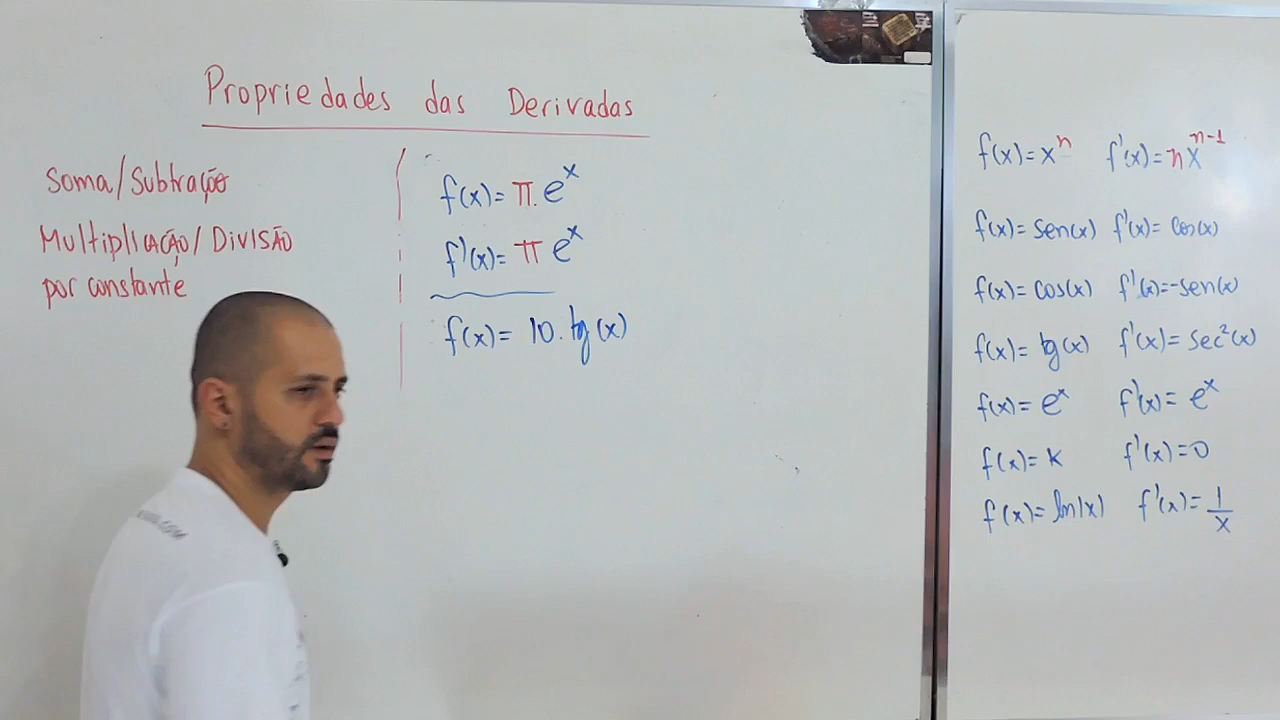 Propriedades das Derivadas
Soma/Subtração
Multiplicação/Divisão
por constante
f(x)= π.e^x
f'(x)= π e^x
f(x)= 10.tg(x)
f(x)=x^n f'(x)=nx^n-1
f(x)=sen(x) f'(x)=cos(x)
f(x)=cos(x) f'(x)=-sen(x)
f(x)=tg(x) f'(x)=sec²(x)
f(x)=e^x f'(x)=e^x
f(x)=K f'(x)=0
f(x)=ln(x) f'(x)=1/x